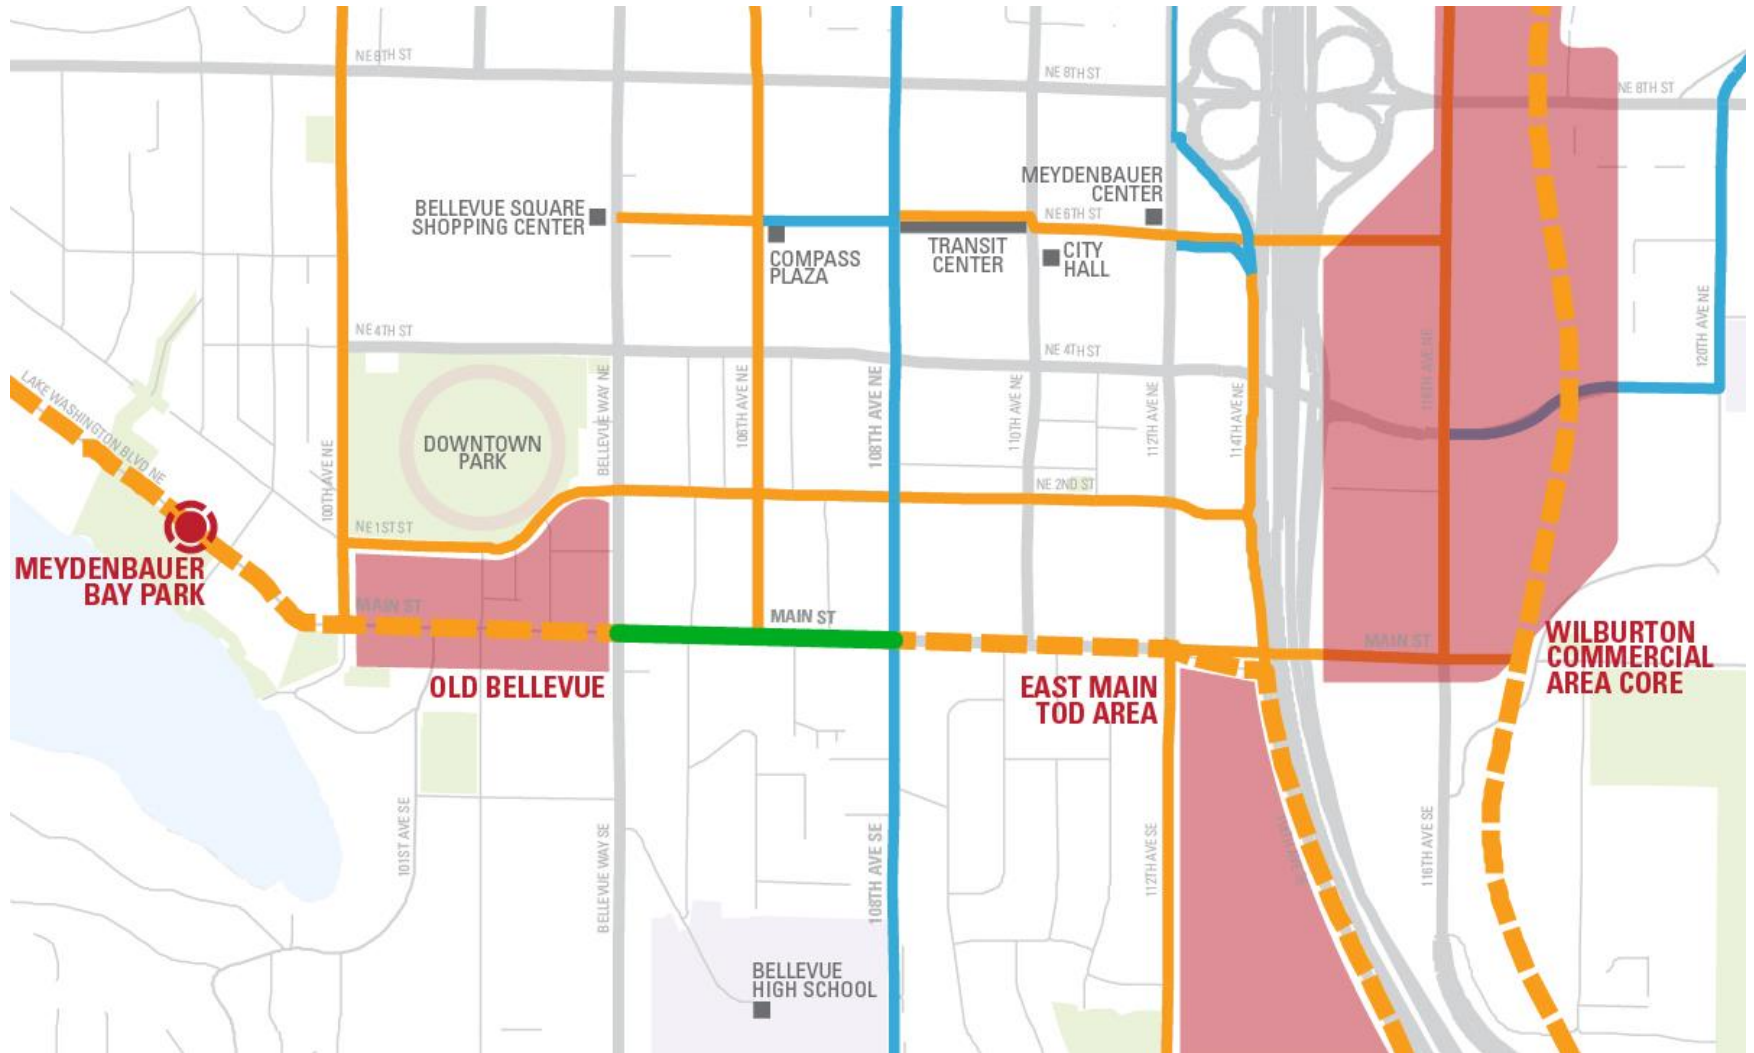 NE 8TH ST
NE 8TH ST
NE 8TH ST
MEYDENBAUER
CENTER
BELLEVUE SQUARE
SHOPPING CENTER
NE 6TH ST
COMPASS
PLAZA
TRANSIT
CENTER
CITY
HALL
NE 4TH ST
NE 4TH ST
120TH AVE NE
116TH AVE NE
LAKE WASHINGTON BLVD NE
100TH AVE NE
DOWNTOWN
PARK
BELLEVUE WAY NE
106TH AVE NE
108TH AVE NE
110TH AVE NE
112TH AVE NE
114TH AVE NE
NE 2ND ST
NE 1ST ST
MEYDENBAUER
BAY PARK
MAIN ST
MAIN ST
MAIN ST
WILBURTON
COMMERCIAL
AREA CORE
OLD BELLEVUE
EAST MAIN
TOD AREA
101ST AVE SE
BELLEVUE WAY SE
108TH AVE SE
112TH AVE SE
116TH AVE SE
BELLEVUE
HIGH SCHOOL